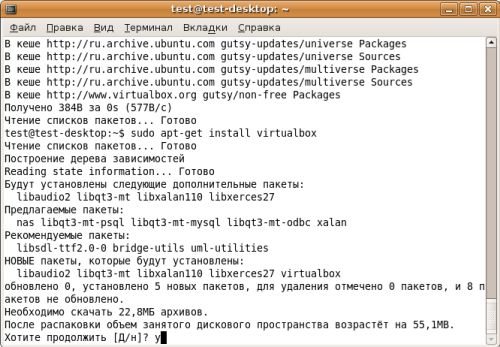 test@test-desktop: ~
Файл Правка Вид Терминал Вкладки Справка
В кеше http://ru.archive.ubuntu.com gutsy-updates/universe Packages
В кеше http://ru.archive.ubuntu.com gutsy-updates/universe Sources
В кеше http://ru.archive.ubuntu.com gutsy-updates/multiverse Packages
В кеше http://ru.archive.ubuntu.com gutsy-updates/multiverse Sources
В кеше http://www.virtualbox.org gutsy/non-free Packages
Получено 384B за 0s (577B/c)
Чтение списков пакетов... Готово
test@test-desktop:~$ sudo apt-get install virtualbox
Чтение списков пакетов... Готово
Построение дерева зависимостей
Reading state information... Готово
Будут установлены следующие дополнительные пакеты:
libaudio2 libqt3-mt libxalan110 libxerces27
Предлагаемые пакеты:
nas libqt3-mt-psql libqt3-mt-mysql libqt3-mt-odbc xalan
Рекомендуемые пакеты:
libsdl-ttf2.0-0 bridge-utils uml-utilities
НОВЫЕ пакеты, которые будут установлены:
libaudio2 libqt3-mt libxalan110 libxerces27 virtualbox
обновлено 0, установлено 5 новых пакетов, для удаления отмечено 0 пакетов, и 8 п
акетов не обновлено.
Необходимо скачать 22,8МБ архивов.
После распаковки объем занятого дискового пространства возрастёт на 55,1MB.
Хотите продолжить [Д/н]? y